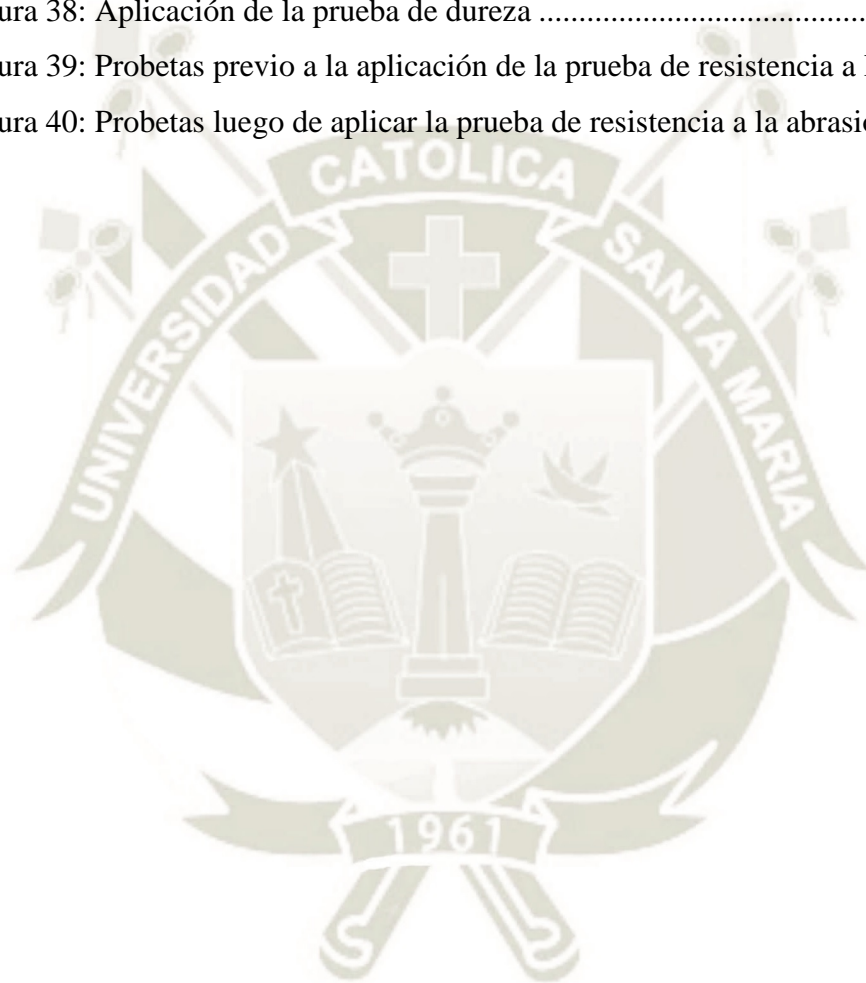 ura 38: Aplicación de la prueba de dureza .........................................
ura 39: Probetas previo a la aplicación de la prueba de resistencia a
ura 40: Probetas luego de aplicar la prueba de resistencia a la
UNIVERSIDAD CATOLICA SANTA MARIA
1961